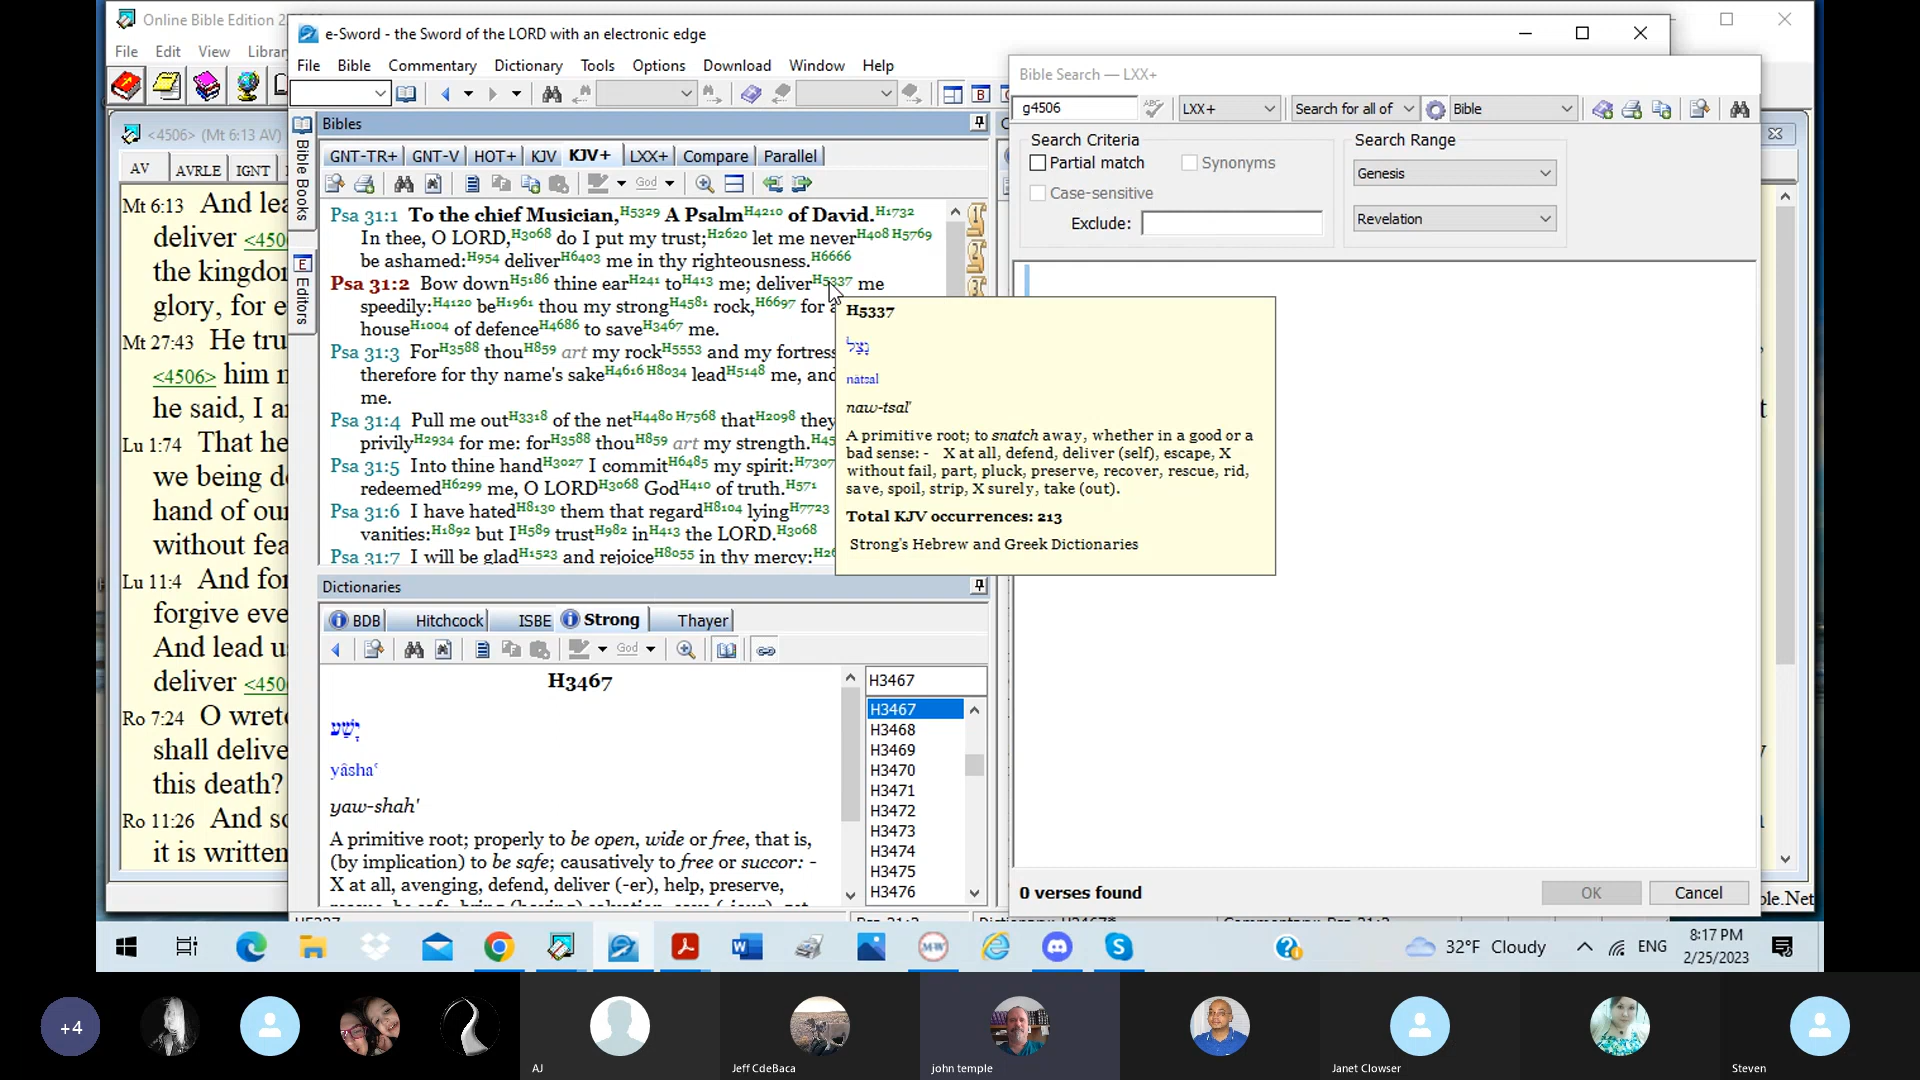 Online Bible Edition 2
File Edit View Librar
<4506> (Mt 6:13 AV)
AV AVRLE IGNT
Mt 6:13 And lea
deliver <450
the kingdor
glory, for e
Mt 27:43 He tru
<4506> him n
he said, I a
Lu 1:74 That he
we being de
hand of ou
without fea
Lu 11:4 And for
forgive eve
And lead u
deliver <450
Ro 7:24 O wret
shall delive
this death?
Ro 11:26 And so
it is written
e-Sword - the Sword of the LORD with an electronic edge
File Bible Commentary Dictionary Tools Options Download Window Help
Bible Books
Editors
Bibles
GNT-TR+ GNT-V HOT+ KJV KJV+ LXX+ Compare Parallel
God
Psa 31:1 To the chief Musician,H5329 A PsalmH4210 of David.H1732
In thee, O LORD,H3068 do I put my trust;H2620 let me neverH408 H5769
be ashamed:H954 deliverH6403 me in thy righteousness.H6666
Psa 31:2 Bow downH5186 thine earH241 toH413 me; deliverH5337 me
speedily:H4120 beH1961 thou my strongH4581 rock,H6697 for a
houseH1004 of defenceH4686 to saveH3467 me.
Psa 31:3 ForH3588 thouH859 art my rockH5553 and my fortress
therefore for thy name's sakeH4616 H8034 leadH5148 me, and
me.
Psa 31:4 Pull me outH3318 of the netH4480 H7568 thatH2098 they
privilyH2934 for me: forH3588 thouH859 art my strength.H45
Psa 31:5 Into thine handH3027 I commitH6485 my spirit:H7307
redeemedH6299 me, O LORDH3068 GodH410 of truth.H571
Psa 31:6 I have hatedH8130 them that regardH8104 lyingH7723
vanities:H1892 but IH589 trustH982 inH413 the LORD.H3068
Psa 31:7 I will be gladH1523 and rejoiceH8055 in thy mercy:H2
H5337
נָצַל
nâtsal
naw-tsal'
A primitive root; to snatch away, whether in a good or a
bad sense: - X at all, defend, deliver (self), escape, X
without fail, part, pluck, preserve, recover, rescue, rid,
save, spoil, strip, X surely, take (out).
Total KJV occurrences: 213
Strong's Hebrew and Greek Dictionaries
Dictionaries
BDB Hitchcock ISBE Strong Thayer
God
H3467
יָשַׁע
yâsha‛
yaw-shah'
A primitive root; properly to be open, wide or free, that is,
(by implication) to be safe; causatively to free or succor: -
X at all, avenging, defend, deliver (-er), help, preserve,
H3467
H3467
H3468
H3469
H3470
H3471
H3472
H3473
H3474
H3475
H3476
Bible Search — LXX+
g4506 LXX+ Search for all of Bible
Search Criteria
Partial match Synonyms
Case-sensitive
Exclude:
Search Range
Genesis
Revelation
0 verses found
OK Cancel
ble.Net
32°F Cloudy ENG
8:17 PM
2/25/2023
+4
AJ
Jeff CdeBaca
john temple
Janet Clowser
Steven